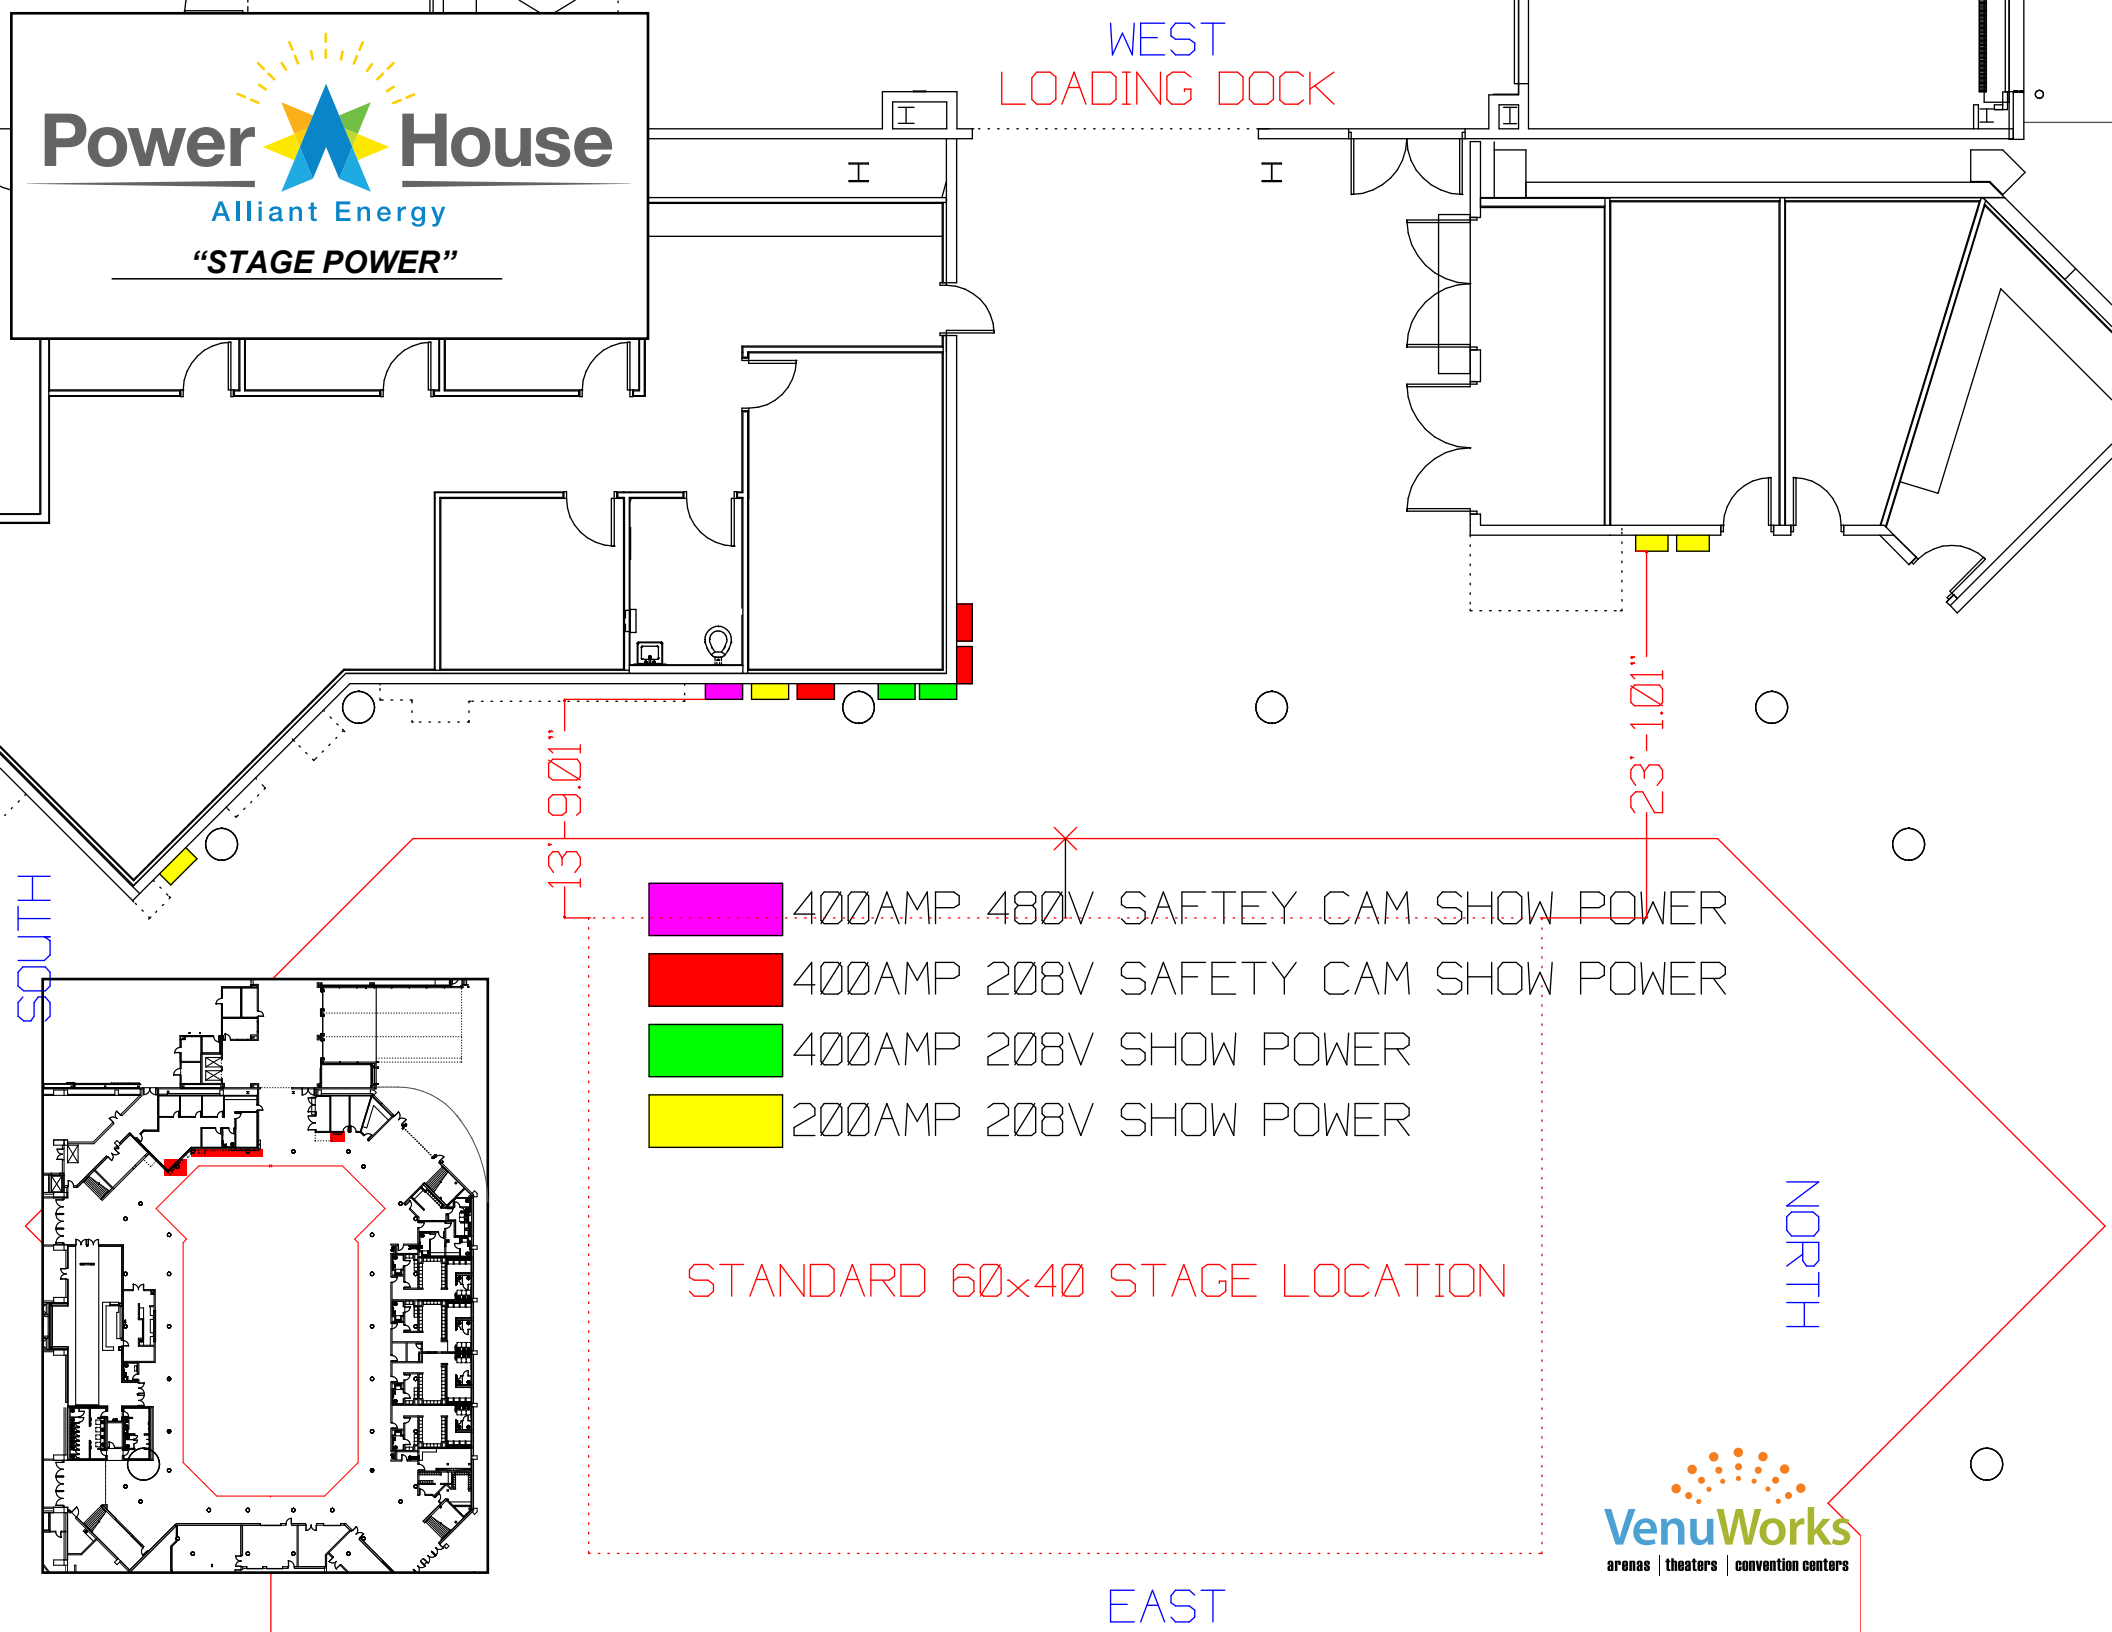 WEST
LOADING DOCK
Power House
Alliant Energy
“STAGE POWER”
13'-9.01"
23'-1.01"
SOUTH
400AMP 480V SAFTEY CAM SHOW POWER
400AMP 208V SAFETY CAM SHOW POWER
400AMP 208V SHOW POWER
200AMP 208V SHOW POWER
NORTH
STANDARD 60x40 STAGE LOCATION
VenuWorks
arenas | theaters | convention centers
EAST